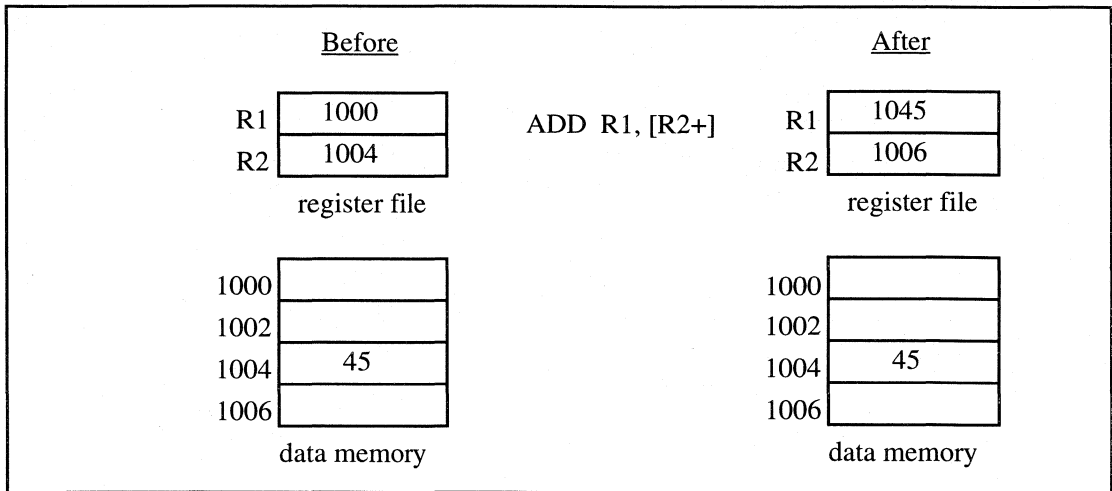 Before
After
R1 1000
ADD R1, [R2+]
R1 1045
R2 1004
R2 1006
register file
register file
1000
1000
1002
1002
1004 45
1004 45
1006
1006
data memory
data memory